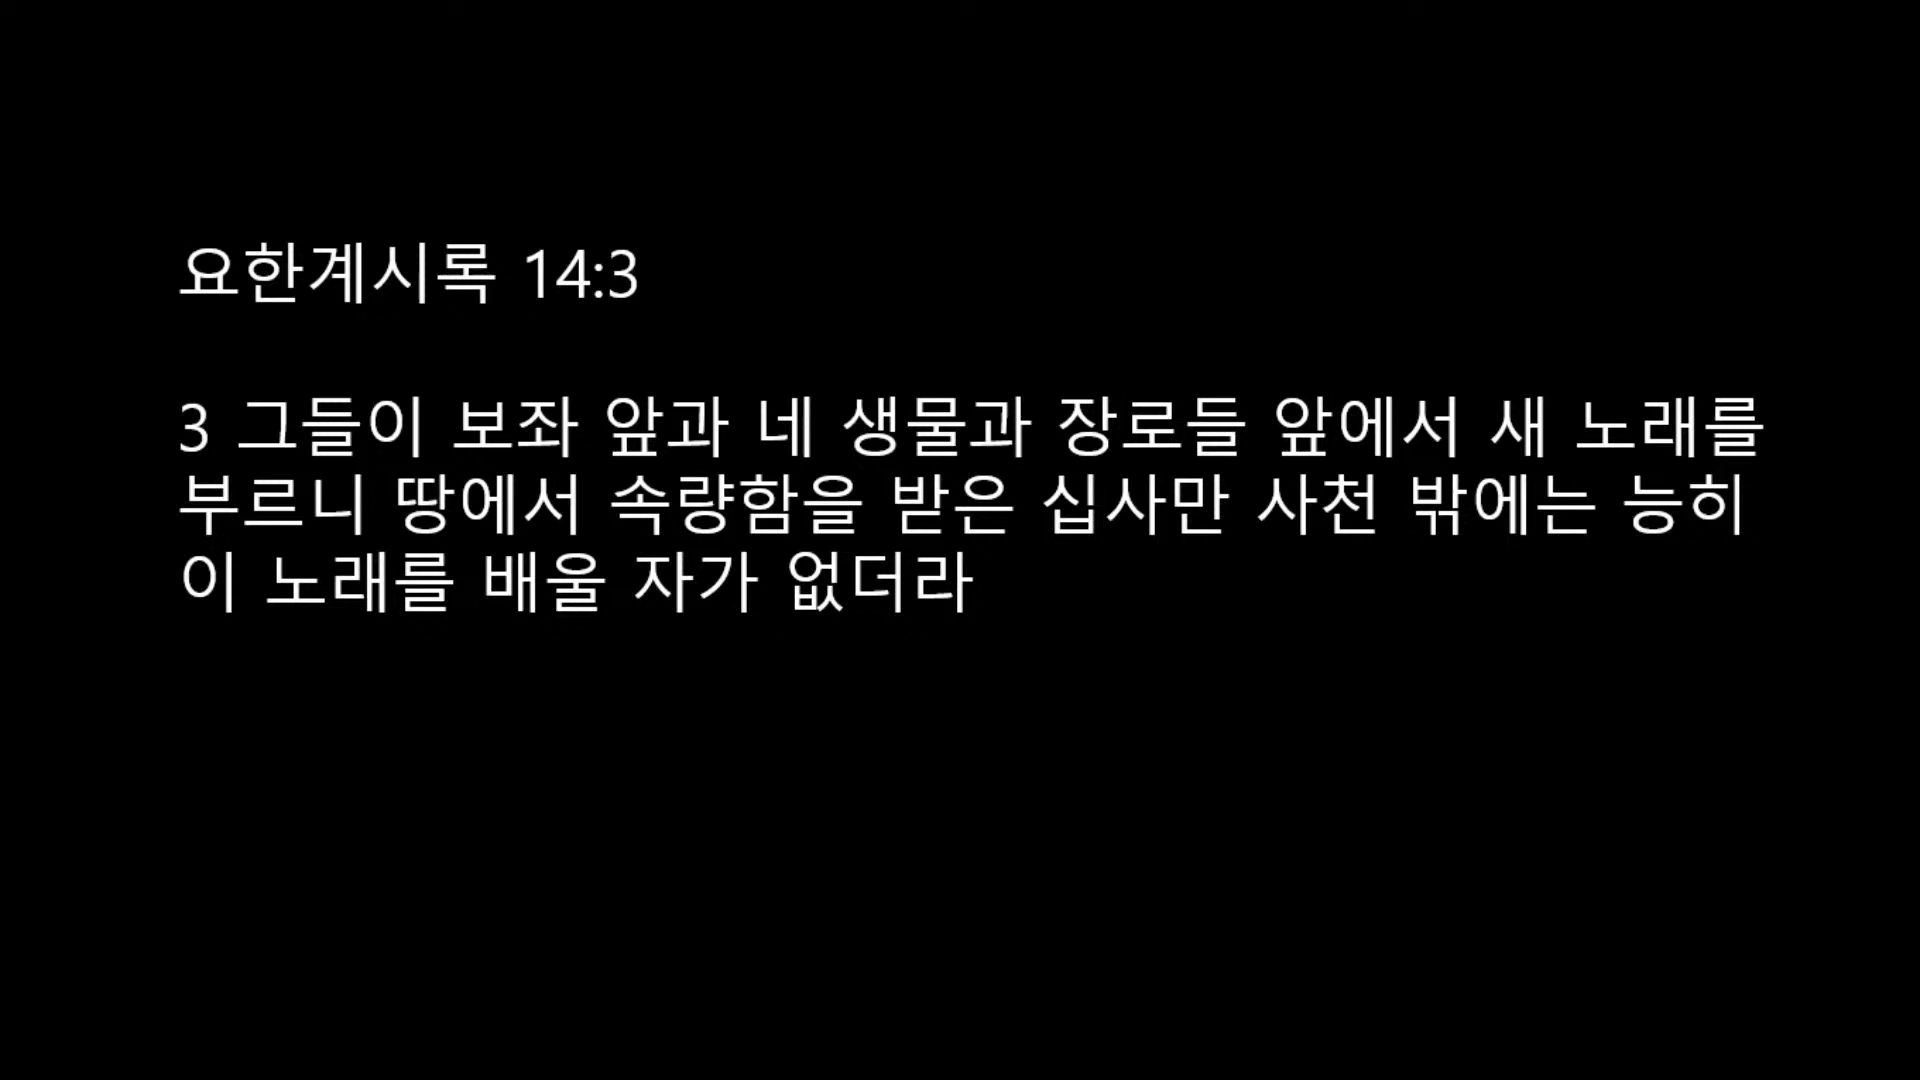 요한계시록 14:3
3 그들이 보좌 앞과 네 생물과 장로들 앞에서 새 노래를
부르니 땅에서 속량함을 받은 십사만 사천 밖에는 능히
이 노래를 배울 자가 없더라